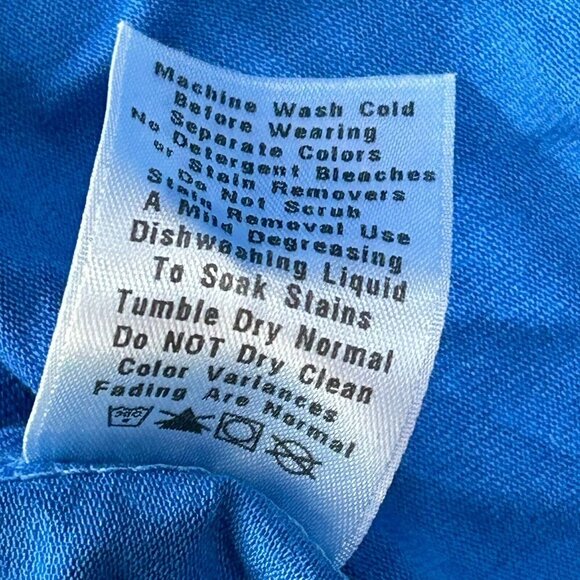 Machine Wash Cold
Before Wearing
Separate Colors
No Detergent Bleaches
or Stain Removers
Do Not Scrub
Stain Removal Use
A Mild Degreasing
Dishwashing Liquid
To Soak Stains
Tumble Dry Normal
Do NOT Dry Clean
Color Variances
Fading Are Normal